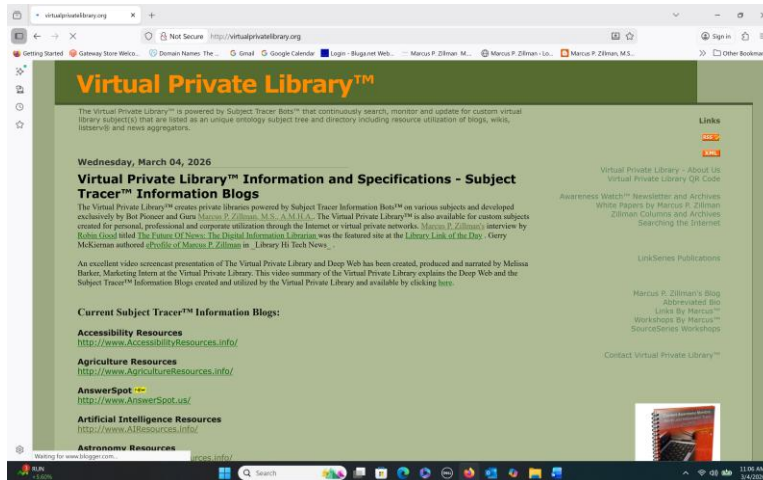 virtualprivatelibrary.org
Not Secure http://virtualprivatelibrary.org
Sign in
Getting Started Gateway Store Welco... Domain Names The ... Gmail Google Calendar Login - Bluga.net Web... Marcus P. Zillman M... Marcus P. Zillman - Lo... Marcus P. Zillman, M.S... Other Bookmar
Virtual Private Library™
The Virtual Private Library™ is powered by Subject Tracer Bots™ that continuously search, monitor and update for custom virtual
library subject(s) that are listed as an unique ontology subject tree and directory including resource utilization of blogs, wikis,
listserv® and news aggregators.
Wednesday, March 04, 2026
Virtual Private Library™ Information and Specifications - Subject
Tracer™ Information Blogs
The Virtual Private Library™ creates private libraries powered by Subject Tracer Information Bots™ on various subjects and developed
exclusively by Bot Pioneer and Guru Marcus P. Zillman, M.S., A.M.H.A.. The Virtual Private Library™ is also available for custom subjects
created for personal, professional and corporate utilization through the Internet or virtual private networks. Marcus P. Zillman's interview by
Robin Good titled The Future Of News: The Digital Information Librarian was the featured site at the Library Link of the Day . Gerry
McKiernan authored eProfile of Marcus P. Zillman in _Library Hi Tech News_ .
An excellent video screencast presentation of The Virtual Private Library and Deep Web has been created, produced and narrated by Melissa
Barker, Marketing Intern at the Virtual Private Library. This video summary of the Virtual Private Library explains the Deep Web and the
Subject Tracer™ Information Blogs created and utilized by the Virtual Private Library and available by clicking here.
Current Subject Tracer™ Information Blogs:
Accessibility Resources
http://www.AccessibilityResources.info/
Agriculture Resources
http://www.AgricultureResources.info/
AnswerSpot
http://www.AnswerSpot.us/
Artificial Intelligence Resources
http://www.AIResources.info/
Astronomy Resources
urces.info/
Waiting for www.blogger.com...
Links
RSS
XML
Virtual Private Library - About Us
Virtual Private Library QR Code
Awareness Watch™ Newsletter and Archives
White Papers by Marcus P. Zillman
Zillman Columns and Archives
Searching the Internet
LinkSeries Publications
Marcus P. Zillman's Blog
Abbreviated Bio
Links By Marcus™
Workshops By Marcus™
SourceSeries Workshops
Contact Virtual Private Library™
RUN
+3.60%
Search
11:06 AM
3/4/2026